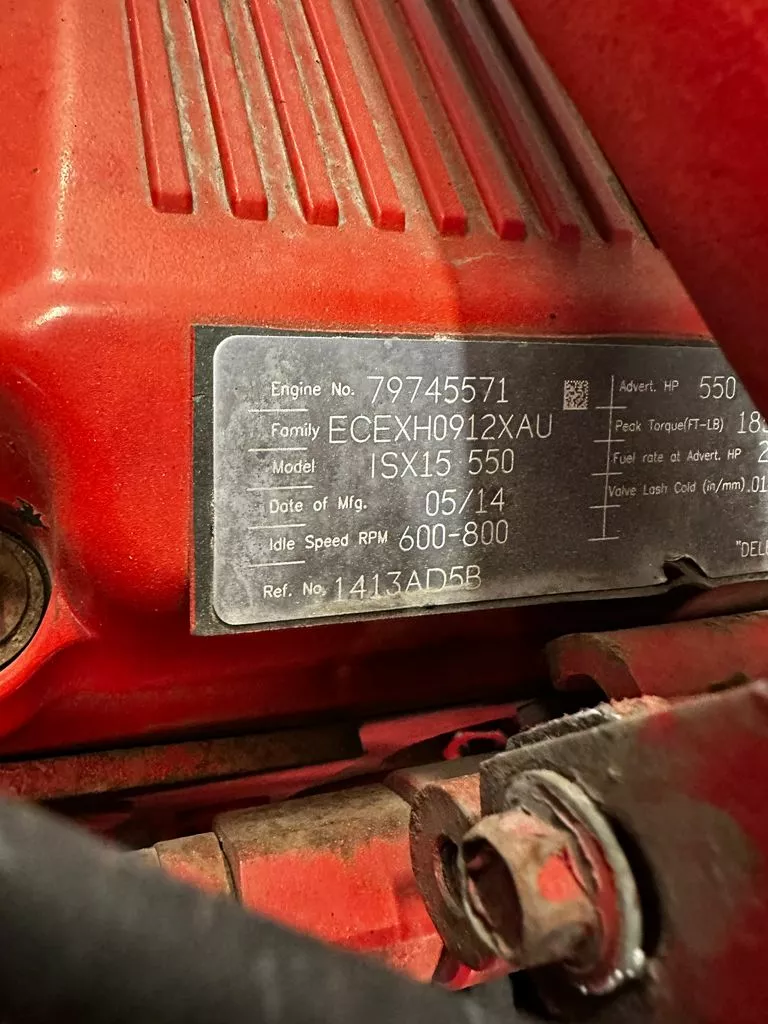 Engine No. 79745571
Family ECEXH0912XAU
Model ISX15 550
Date of Mfg. 05/14
Idle Speed RPM 600-800
Ref. No. 1413AD5B
Advert. HP 550
Peak Torque(FT-LB)
Fuel rate at Advert. HP
Valve Lash Cold (in/mm)